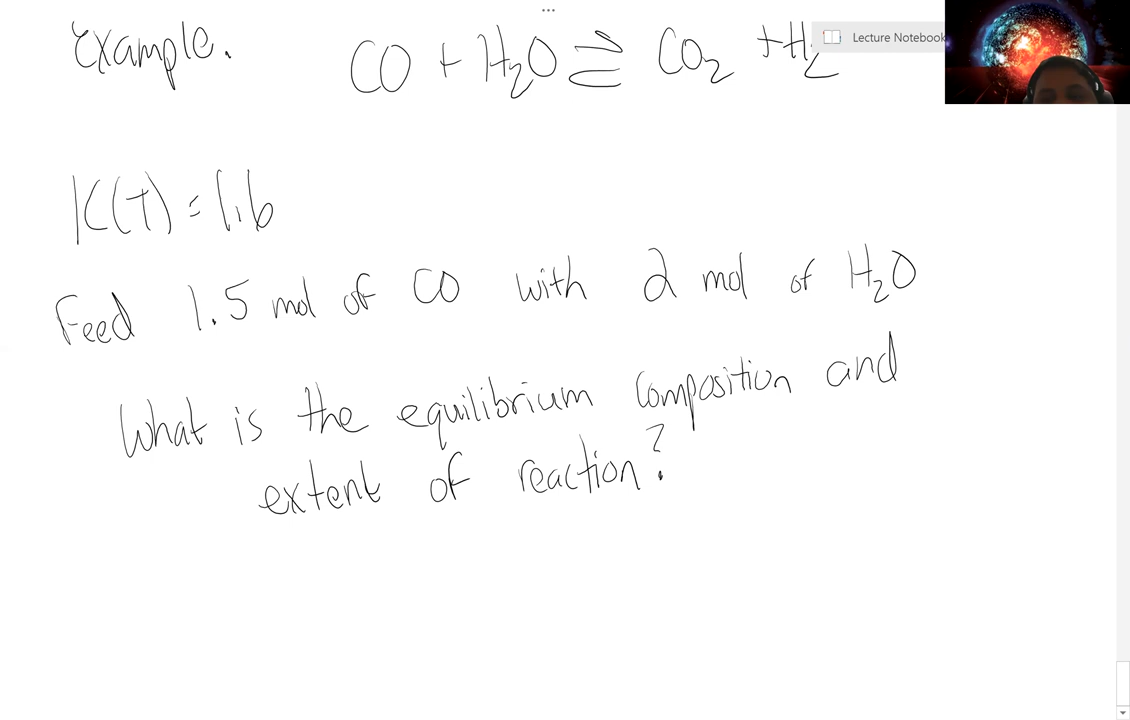 Example. CO + H₂O ⇌ CO₂ + H₂
Lecture Notebook
K(T) = 1.6
Feed 1.5 mol of CO with 2 mol of H₂O
What is the equilibrium composition and
extent of reaction?